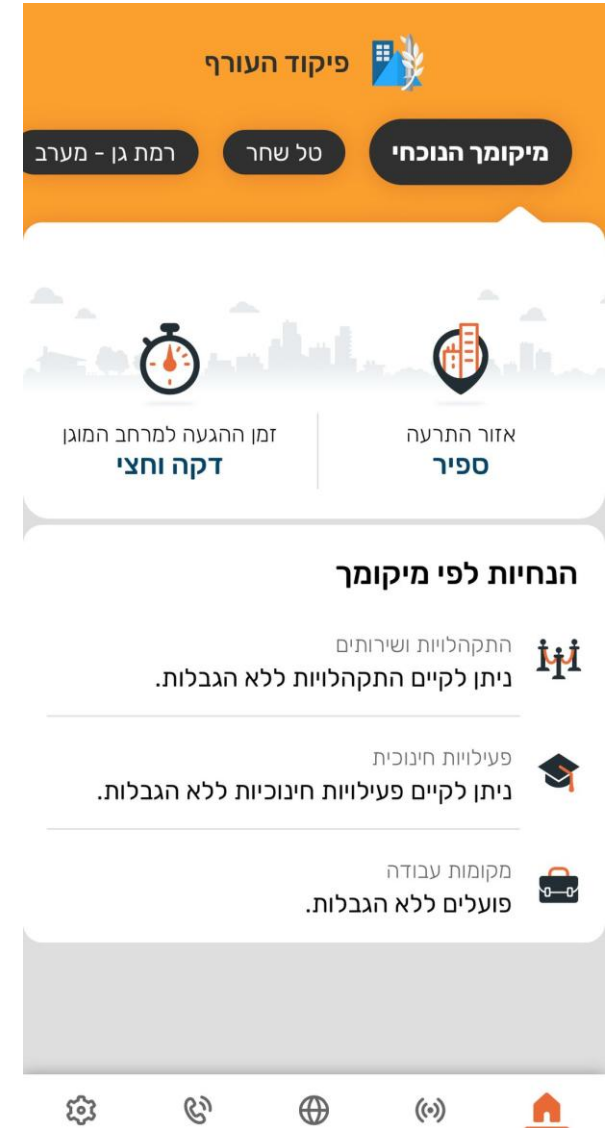 פיקוד העורף
מיקומך הנוכחי
טל שחר
רמת גן - מערב
אזור התרעה
ספיר
זמן ההגעה למרחב המוגן
דקה וחצי
הנחיות לפי מיקומך
התקהלויות ושירותים
ניתן לקיים התקהלויות ללא הגבלות.
פעילויות חינוכית
ניתן לקיים פעילויות חינוכיות ללא הגבלות.
מקומות עבודה
פועלים ללא הגבלות.